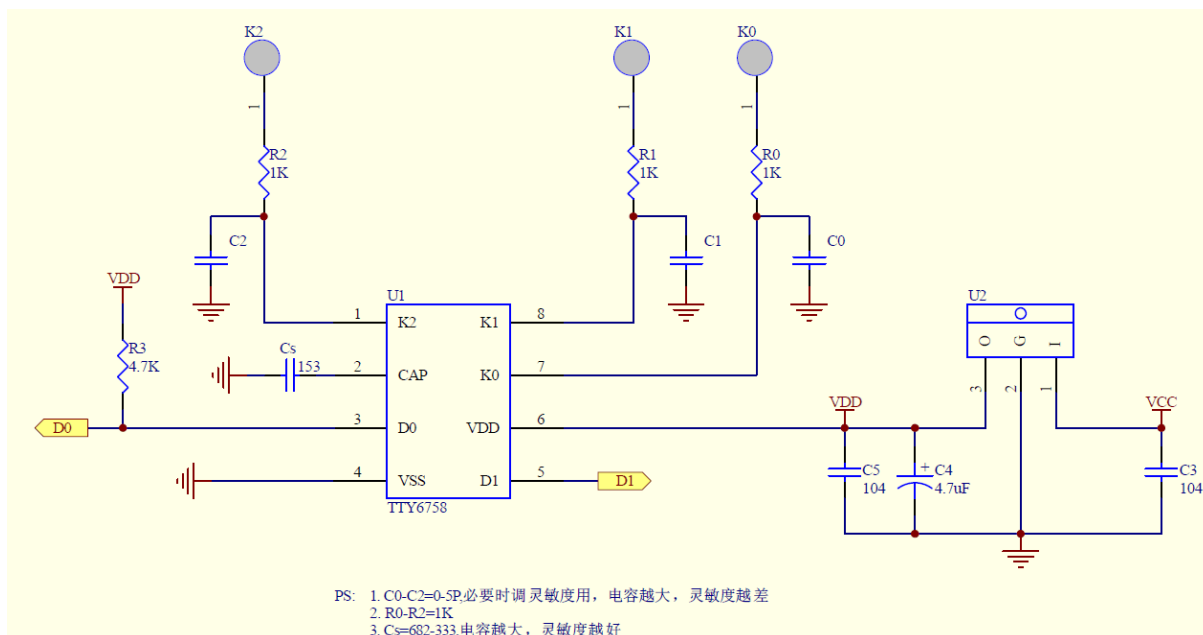 K2
K1
K0
1
1
1
R2
1K
R1
1K
R0
1K
C2
C1
C0
VDD
U1
U2
R3
4.7K
1
K2
K1
8
O
G
I
Cs
153
2
CAP
K0
7
3
2
1
VDD
VCC
D0
3
D0
VDD
6
C5
104
C4
+
4.7uF
C3
104
4
VSS
D1
5
D1
TTY6758
PS: 1. C0-C2=0-5P,必要时调灵敏度用，电容越大，灵敏度越差
2. R0-R2=1K
3. Cs=682-333,电容越大，灵敏度越好